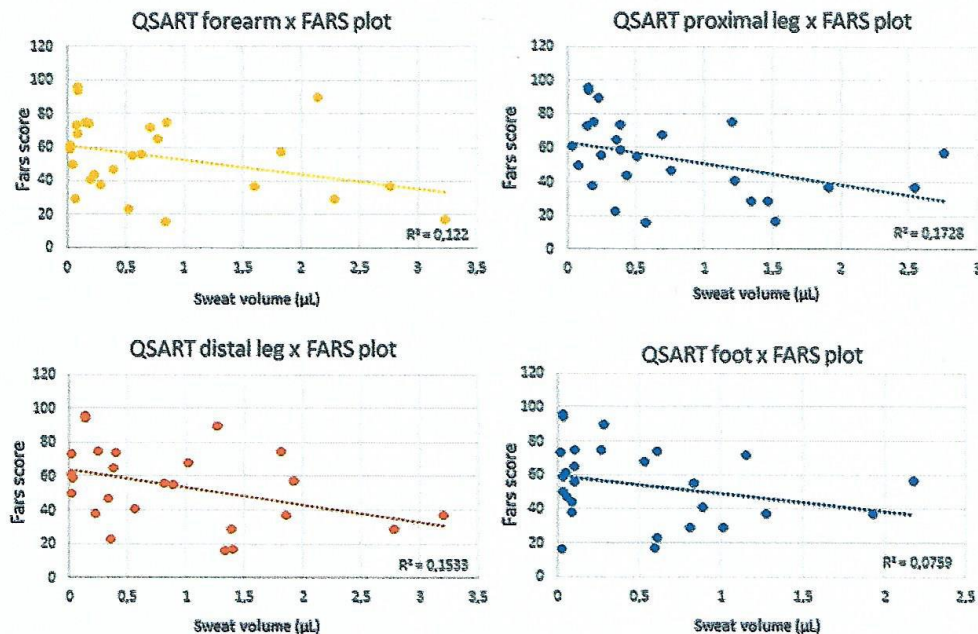 QSART forearm x FARS plot
Fars score
120
100
80
60
40
20
0
0 0,5 1 1,5 2 2,5 3 3,5
R² = 0,122
Sweat volume (µL)
QSART proximal leg x FARS plot
Fars score
120
100
80
60
40
20
0
0 0,5 1 1,5 2 2,5 3
R² = 0,1728
Sweat volume (µL)
QSART distal leg x FARS plot
Fars score
120
100
80
60
40
20
0
0 0,5 1 1,5 2 2,5 3 3,5
R² = 0,1533
Sweat volume (µL)
QSART foot x FARS plot
Fars score
120
100
80
60
40
20
0
0 0,5 1 1,5 2 2,5
R² = 0,0759
Sweat volume (µL)